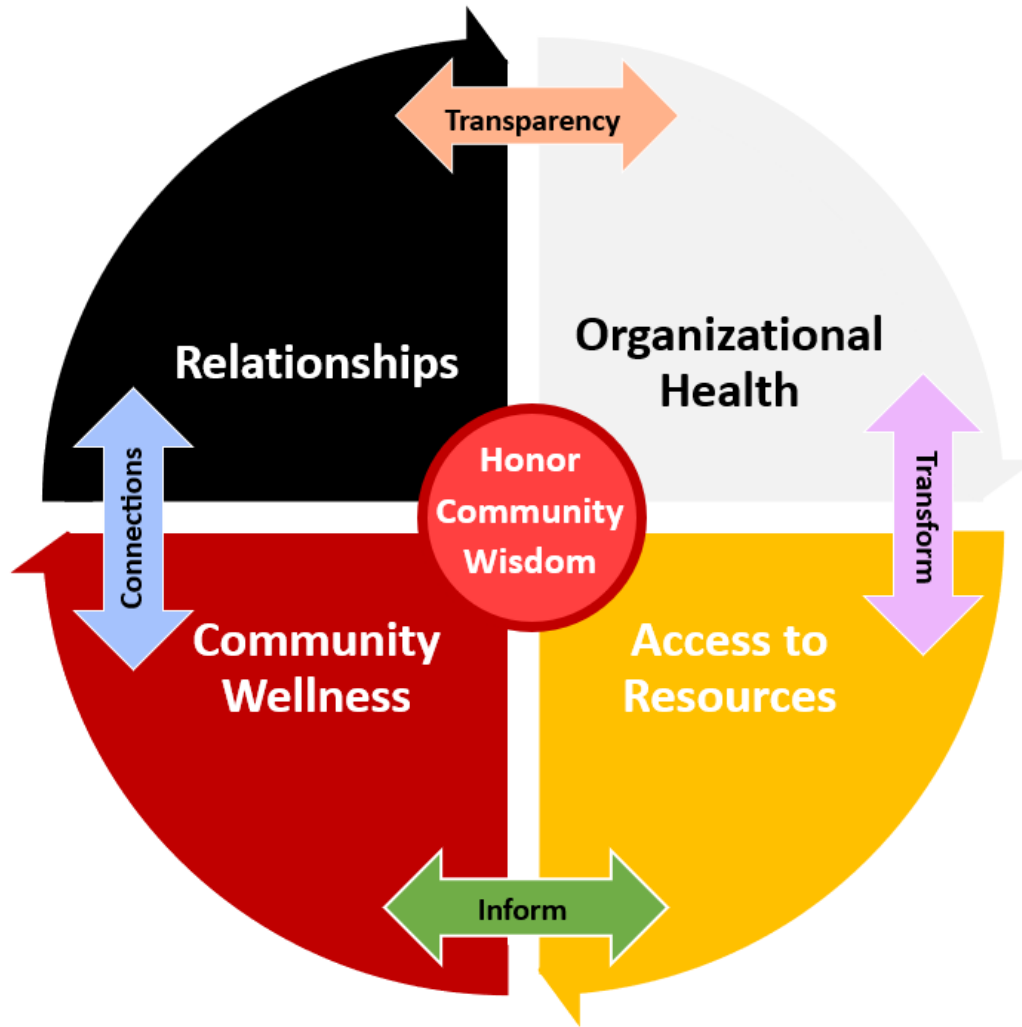 Transparency
Relationships
Organizational
Health
Connections
Honor
Community
Wisdom
Transform
Community
Wellness
Access to
Resources
Inform